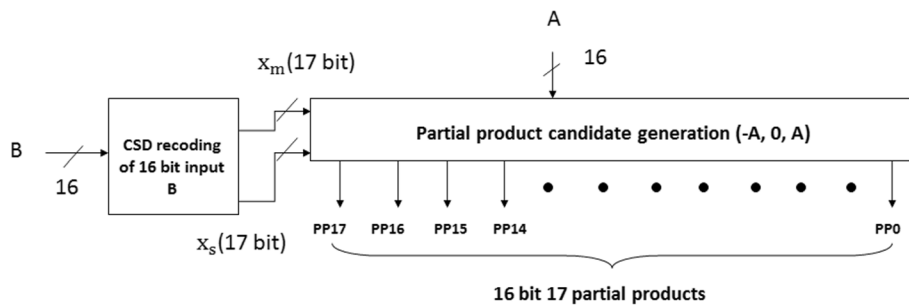 A
16
x_m(17 bit)
B
16
CSD recoding
of 16 bit input
B
Partial product candidate generation (-A, 0, A)
x_s(17 bit)
PP17
PP16
PP15
PP14
PP0
16 bit 17 partial products